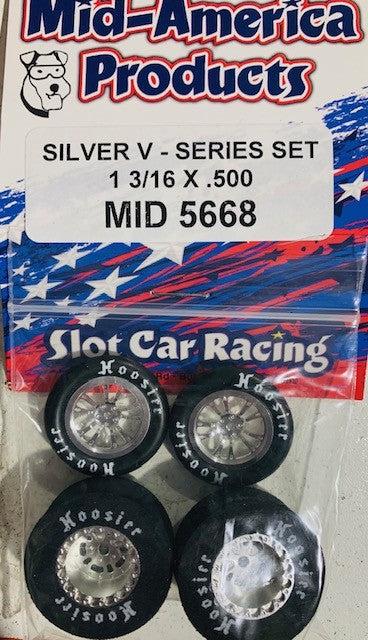 Mid-America
Products
SILVER V - SERIES SET
1 3/16 X .500
MID 5668
Slot Car Racing
Hoosier
Hoosier
Hoosier
Hoosier
Hoosier
Hoosier